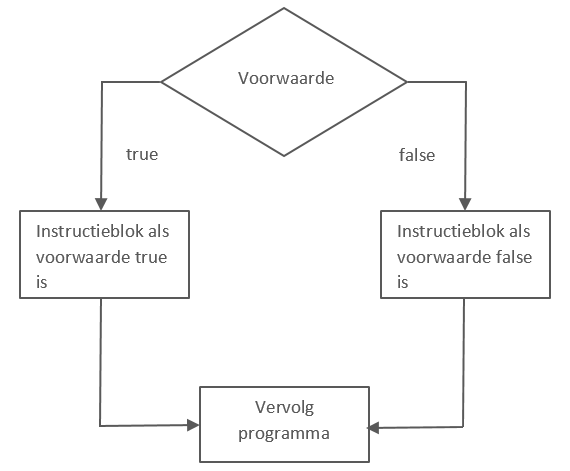 Voorwaarde
true
false
Instructieblok als
voorwaarde true
is
Instructieblok als
voorwaarde false
is
Vervolg
programma